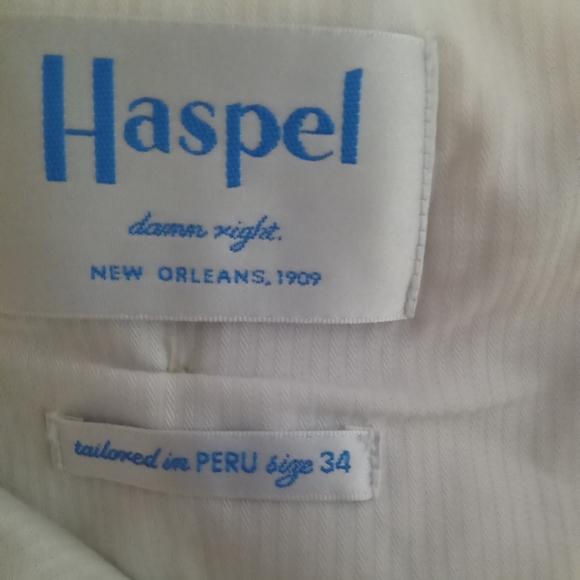 Haspel
damn right.
NEW ORLEANS, 1909
tailored in PERU size 34